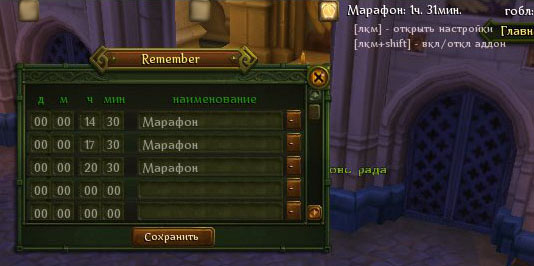 Марафон: 1ч. 31мин.
гобл:
[лкм] - открыть настройки
Главн
[лкм+shift] - вкл/откл аддон
Remember
д м ч мин наименование
00 00 14 30 Марафон -
00 00 17 30 Марафон -
00 00 20 30 Марафон -
00 00 00 00 -
00 00 00 00 -
рада
Сохранить